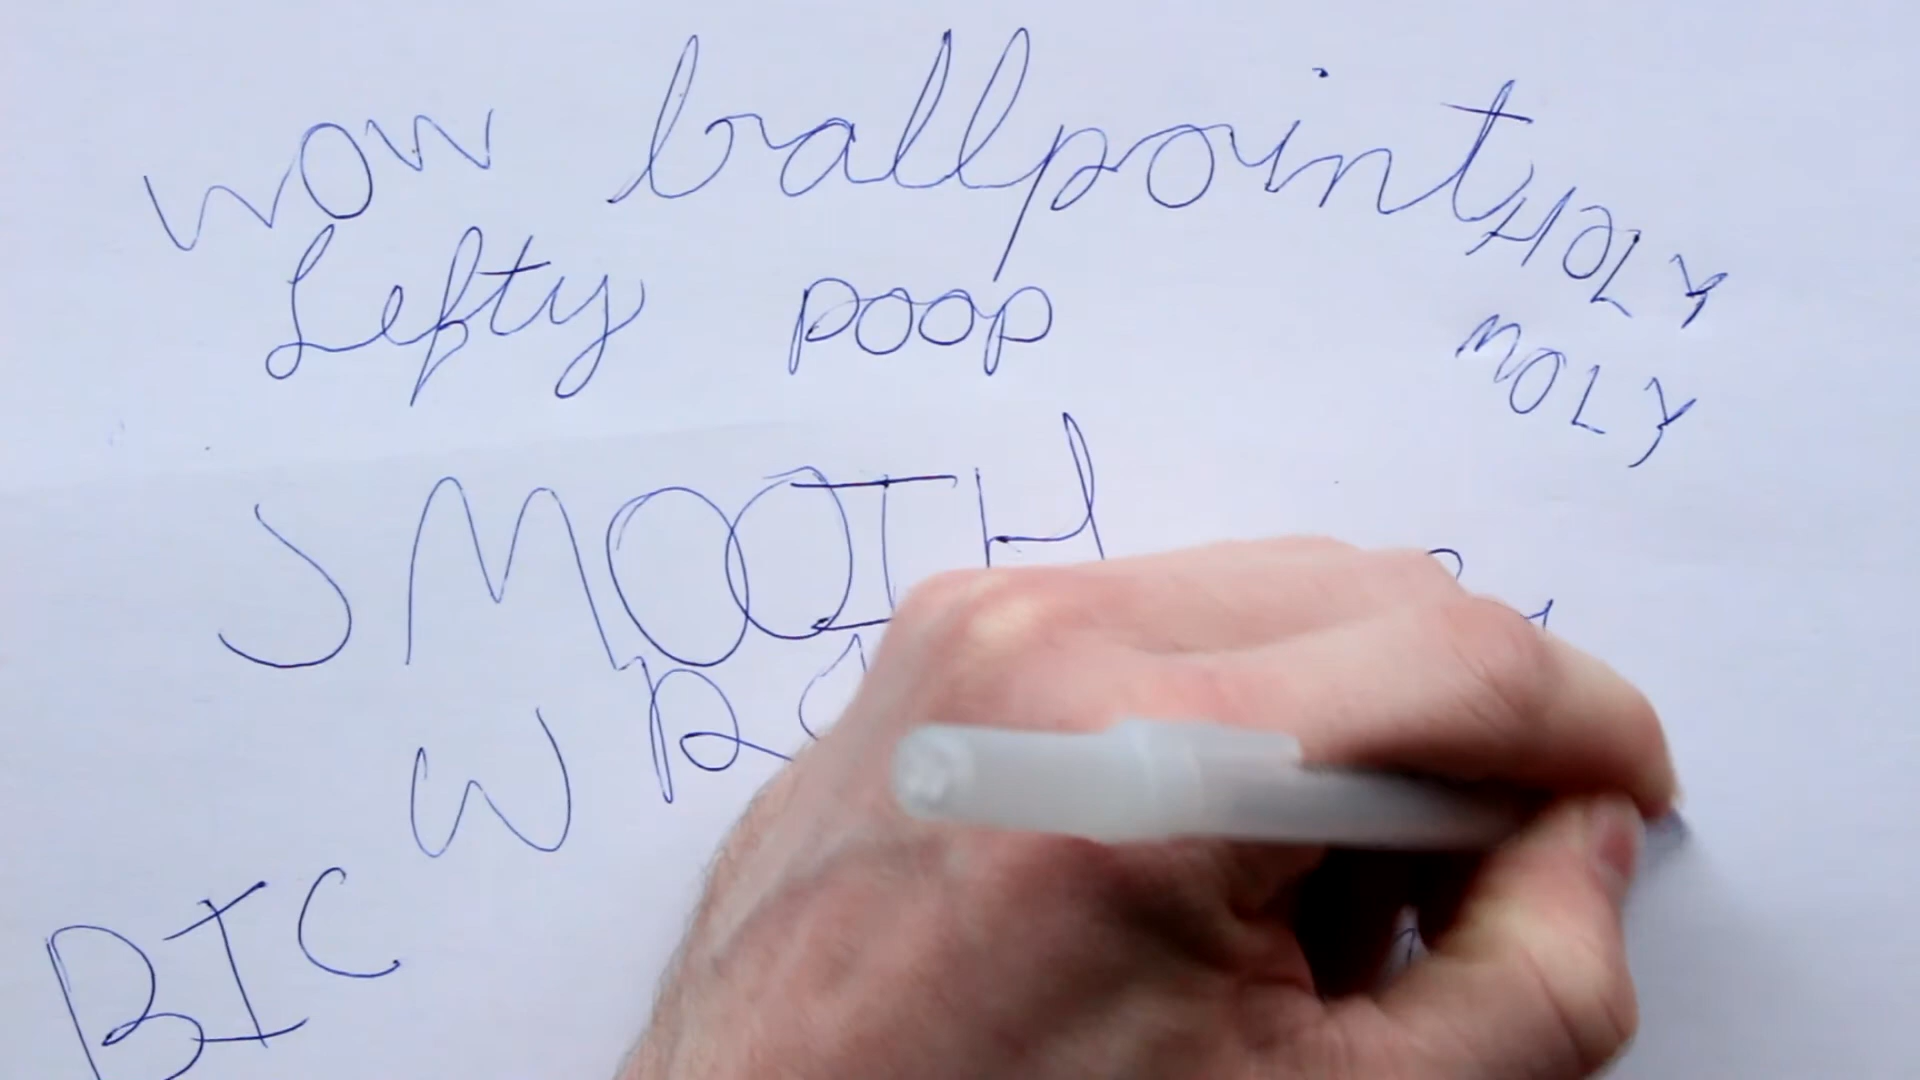 wow ballpoint
HOLY
Lefty poop
MOLY
SMOOTH
BIC